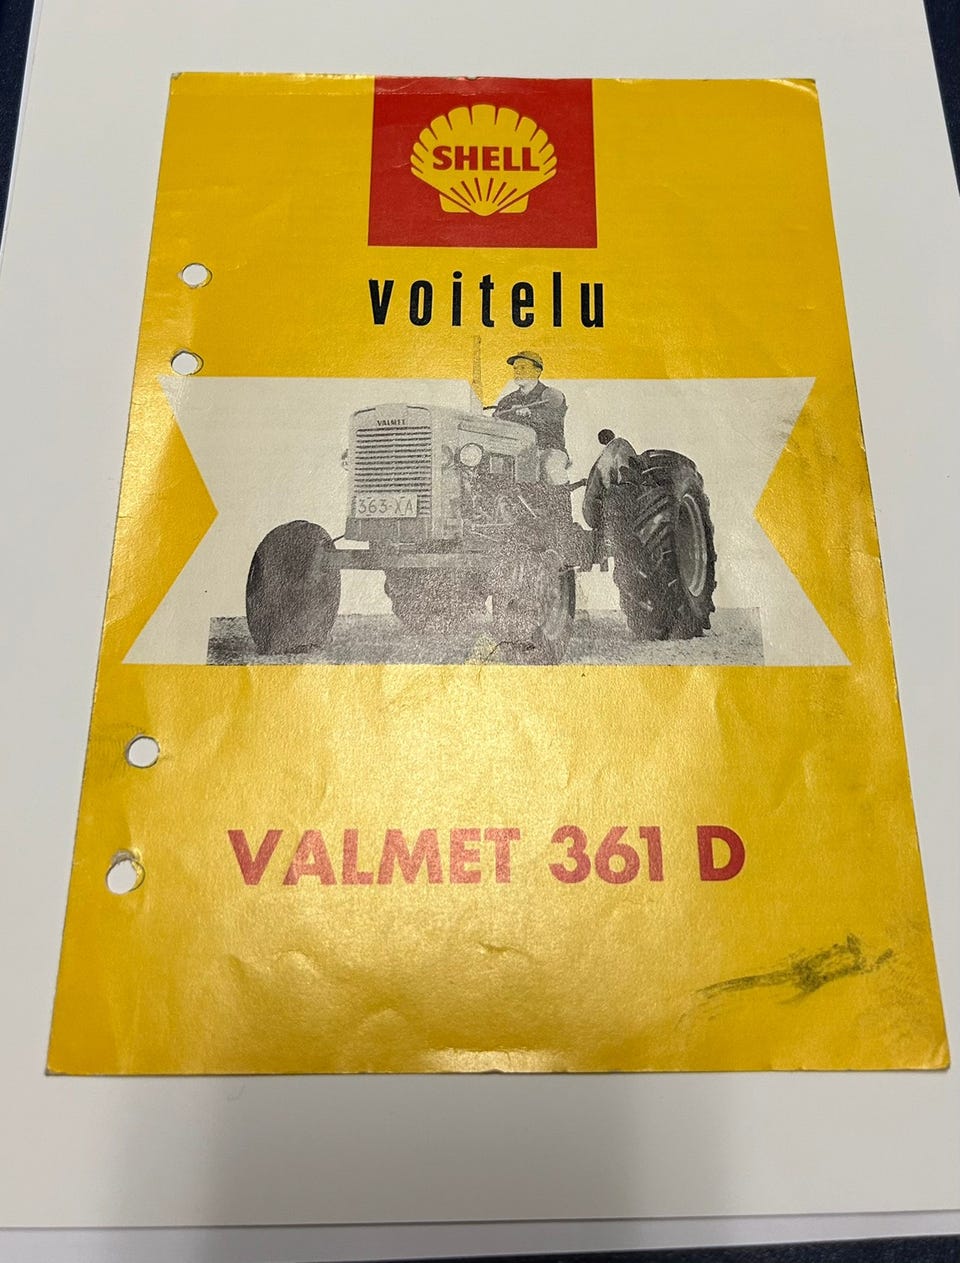 SHELL
voitelu
VALMET
363-XA
VALMET 361 D